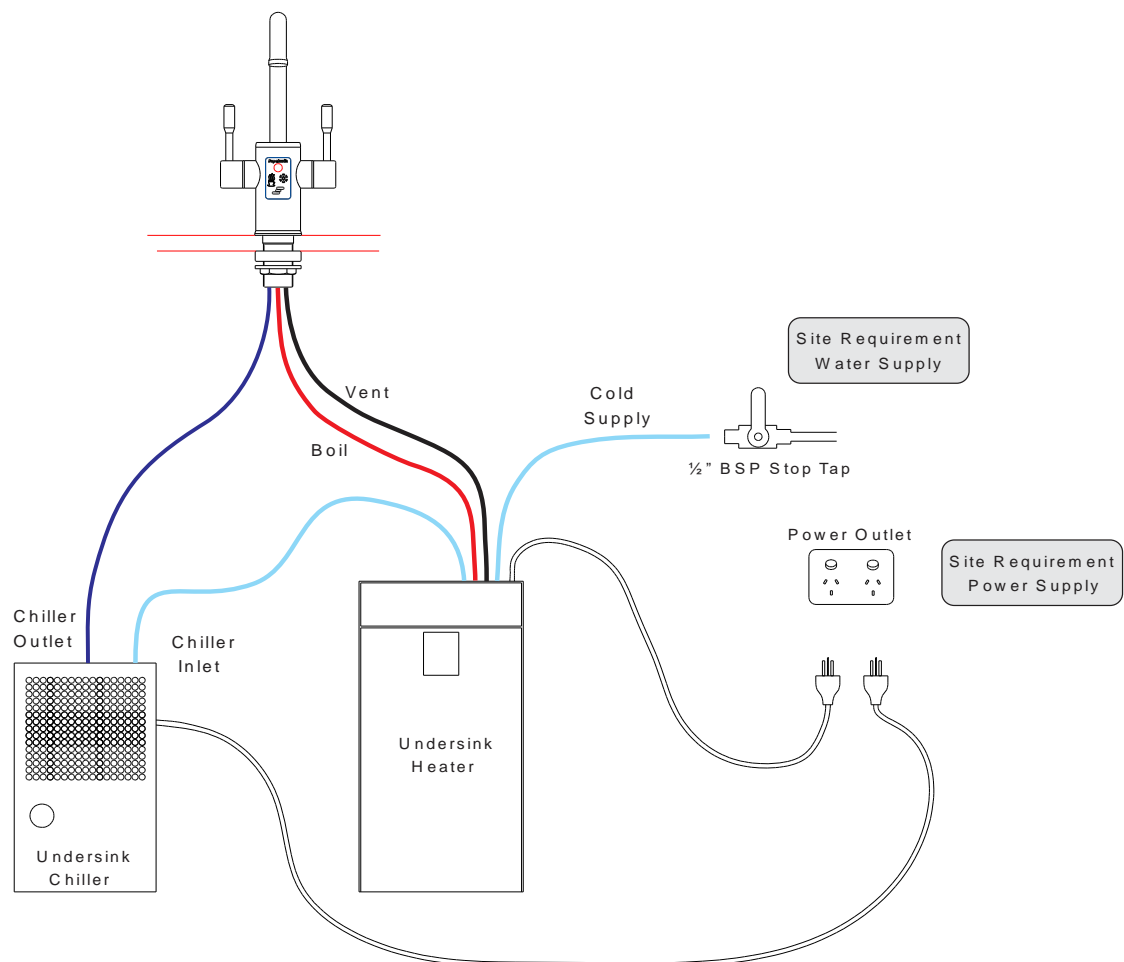 Site Requirement
Water Supply
Cold
Supply
Vent
Boil
½” BSP Stop Tap
Power Outlet
Site Requirement
Power Supply
Chiller
Outlet
Chiller
Inlet
Undersink
Heater
Undersink
Chiller